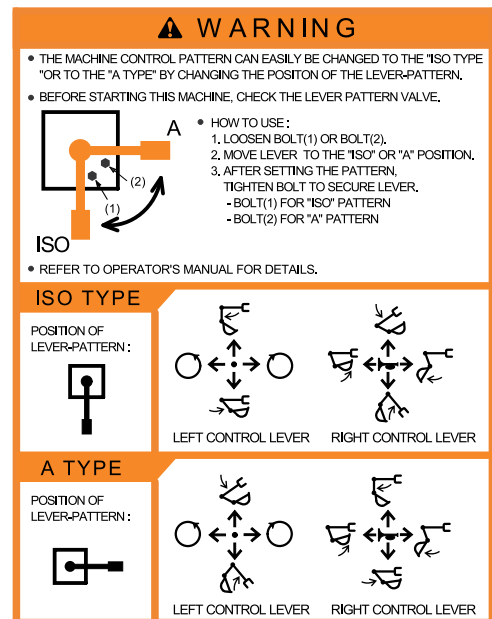 WARNING
• THE MACHINE CONTROL PATTERN CAN EASILY BE CHANGED TO THE "ISO TYPE
"OR TO THE "A TYPE" BY CHANGING THE POSITON OF THE LEVER-PATTERN.
• BEFORE STARTING THIS MACHINE, CHECK THE LEVER PATTERN VALVE.
A
(2)
(1)
ISO
• HOW TO USE :
1. LOOSEN BOLT(1) OR BOLT(2).
2. MOVE LEVER TO THE "ISO" OR "A" POSITION.
3. AFTER SETTING THE PATTERN,
TIGHTEN BOLT TO SECURE LEVER.
- BOLT(1) FOR "ISO" PATTERN
- BOLT(2) FOR "A" PATTERN
• REFER TO OPERATOR'S MANUAL FOR DETAILS.
ISO TYPE
POSITION OF
LEVER-PATTERN :
LEFT CONTROL LEVER
RIGHT CONTROL LEVER
A TYPE
POSITION OF
LEVER-PATTERN :
LEFT CONTROL LEVER
RIGHT CONTROL LEVER